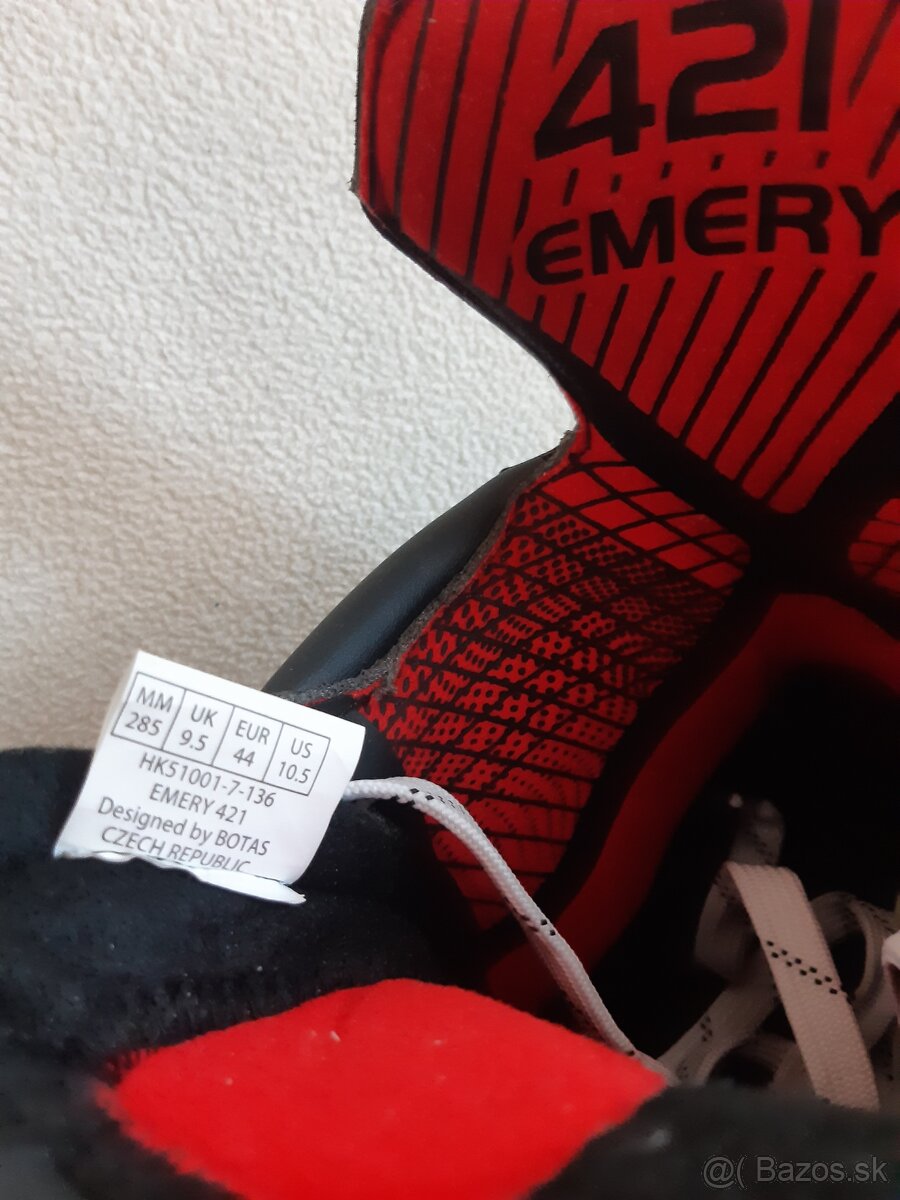 421
EMERY
MM UK EUR US
285 9.5 44 10.5
HK51001-7-136
EMERY 421
Designed by BOTAS
CZECH REPUBLIC
@( Bazos.sk